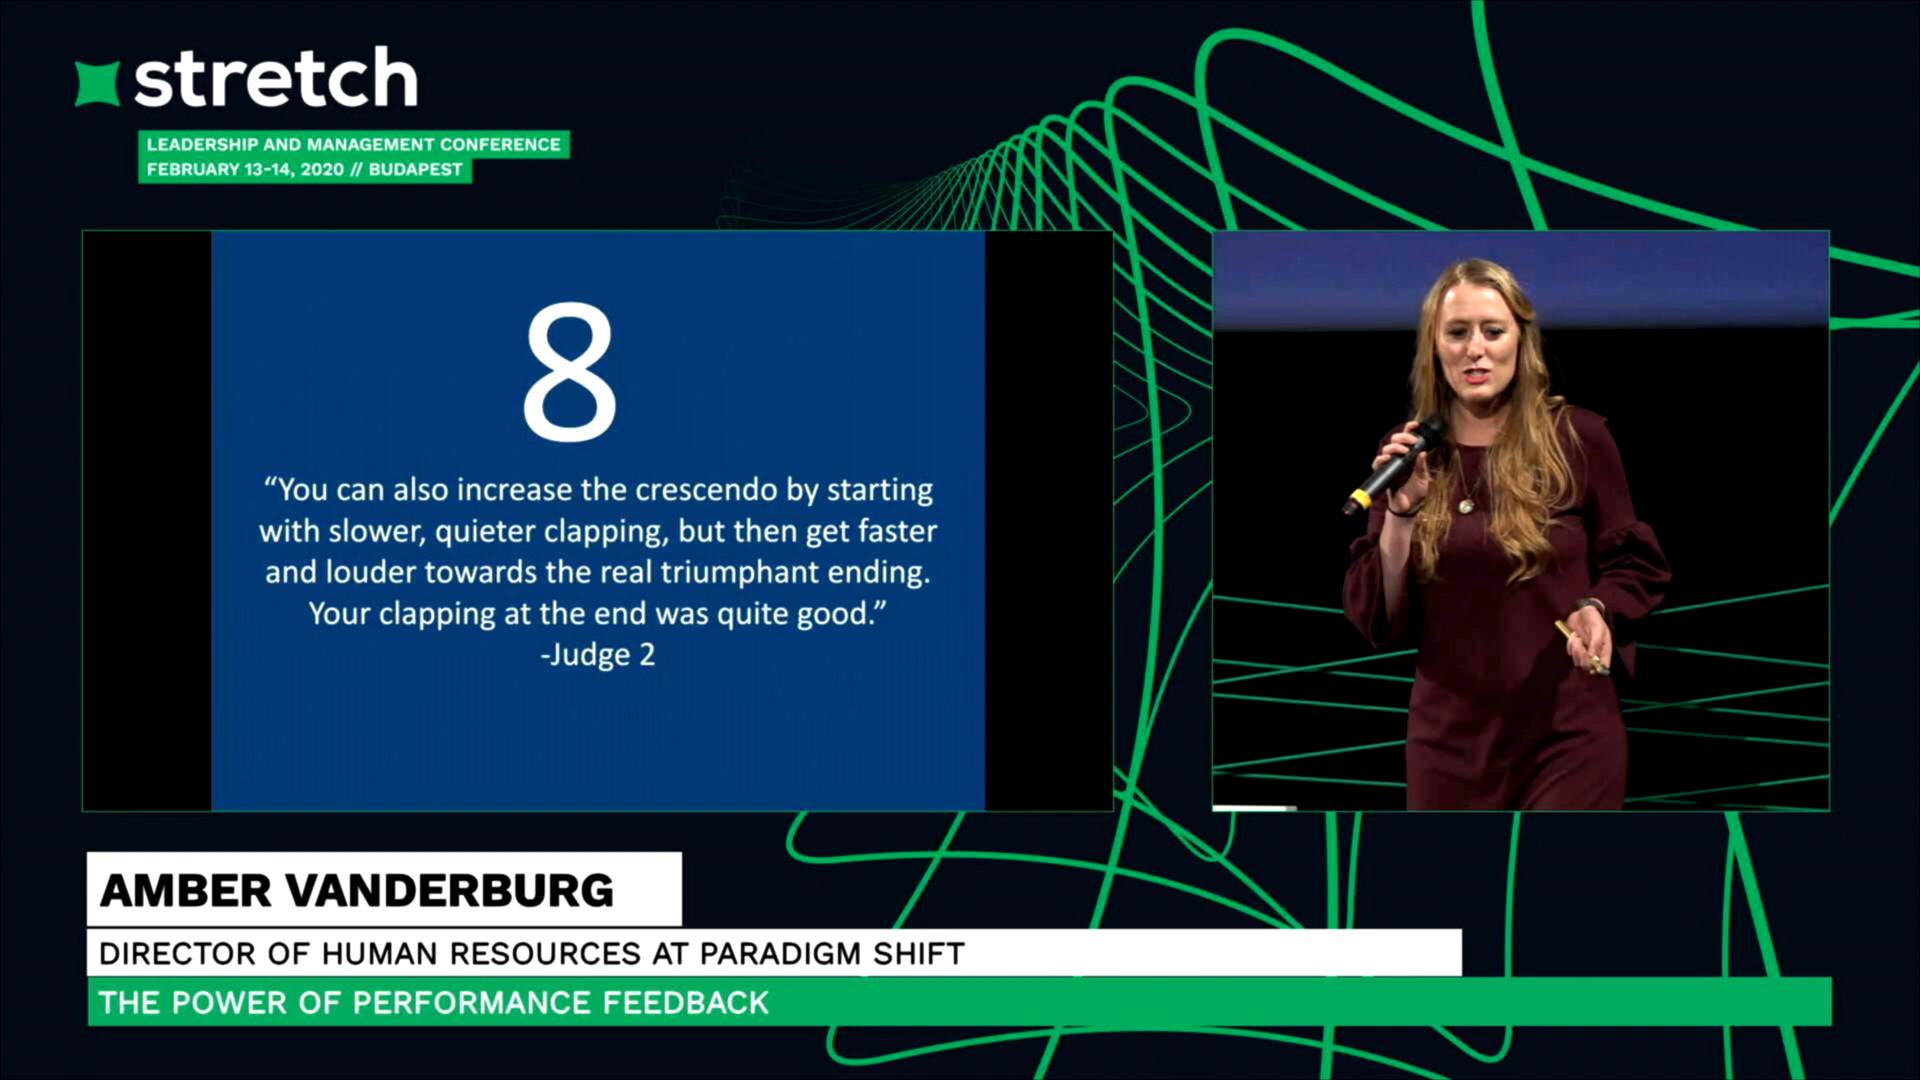 stretch
LEADERSHIP AND MANAGEMENT CONFERENCE
FEBRUARY 13-14, 2020 // BUDAPEST
8
“You can also increase the crescendo by starting
with slower, quieter clapping, but then get faster
and louder towards the real triumphant ending.
Your clapping at the end was quite good.”
-Judge 2
AMBER VANDERBURG
DIRECTOR OF HUMAN RESOURCES AT PARADIGM SHIFT
THE POWER OF PERFORMANCE FEEDBACK